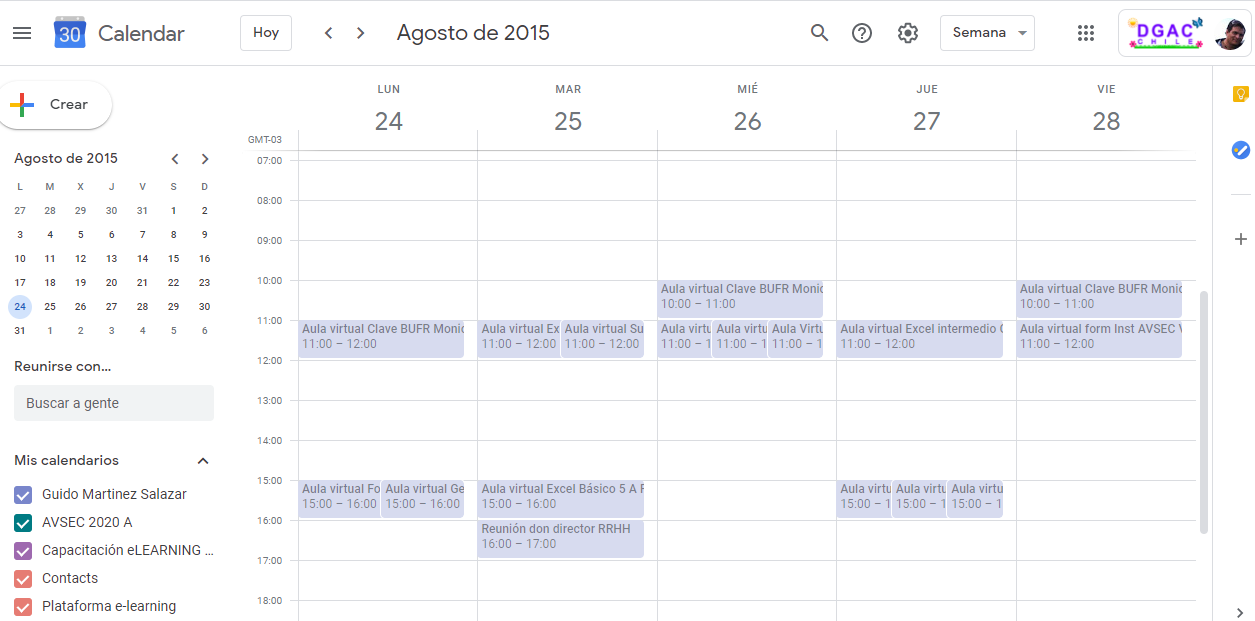 30 Calendar
Hoy
Agosto de 2015
Semana
DGAC
CHILE
Crear
Agosto de 2015
L M X J V S D
27 28 29 30 31 1 2
3 4 5 6 7 8 9
10 11 12 13 14 15 16
17 18 19 20 21 22 23
24 25 26 27 28 29 30
31 1 2 3 4 5 6
Reunirse con...
Buscar a gente
Mis calendarios
Guido Martinez Salazar
AVSEC 2020 A
Capacitación eLEARNING ...
Contacts
Plataforma e-learning
LUN MAR MIÉ JUE VIE
24 25 26 27 28
GMT-03
07:00
08:00
09:00
10:00
Aula virtual Clave BUFR Monic
10:00 – 11:00
Aula virtual Clave BUFR Monic
10:00 – 11:00
11:00
Aula virtual Clave BUFR Monic
11:00 – 12:00
Aula virtual Ex
11:00 – 12:00
Aula virtual Su
11:00 – 12:00
Aula virtu
11:00 – 1
Aula virtu
11:00 – 1
Aula Virtu
11:00 – 1
Aula virtual Excel intermedio
11:00 – 12:00
Aula virtual form Inst AVSEC V
11:00 – 12:00
12:00
13:00
14:00
15:00
Aula virtual Fo
15:00 – 16:00
Aula virtual Ge
15:00 – 16:00
Aula virtual Excel Básico 5 A
15:00 – 16:00
Aula virtu
15:00 – 1
Aula virtu
15:00 – 1
Aula virtu
15:00 – 1
16:00
Reunión don director RRHH
16:00 – 17:00
17:00
18:00